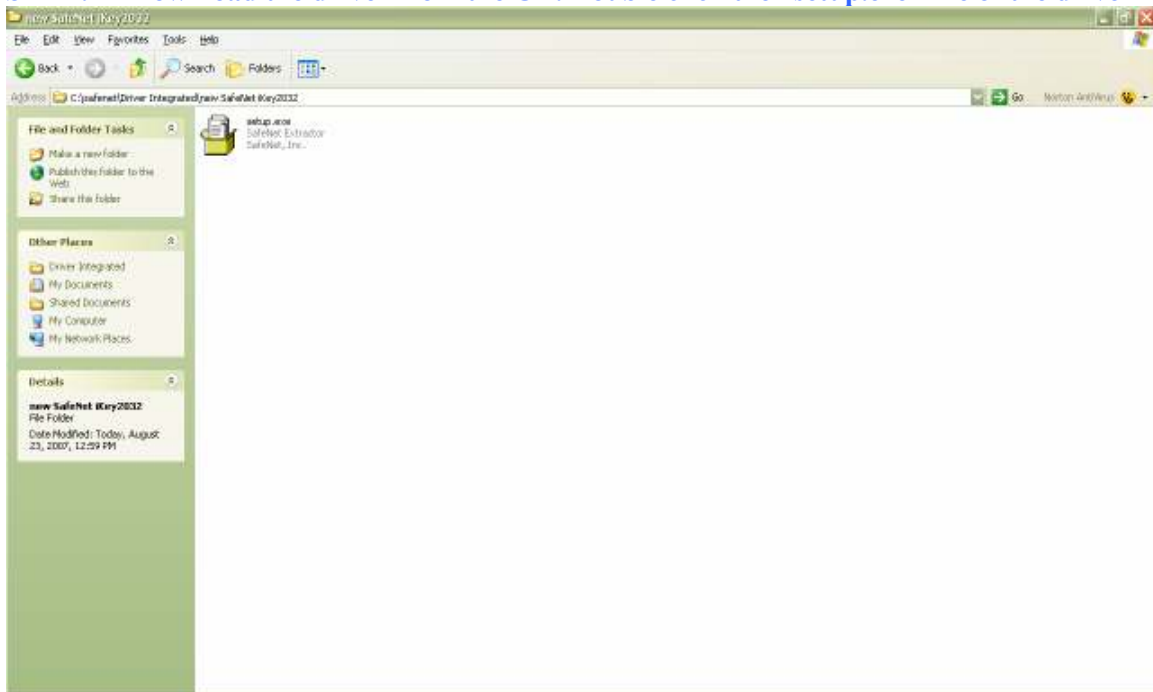 new SafeNet iKey2032
File Edit View Favorites Tools Help
Back Search Folders
Address C:\safenet\Driver Integrated\new SafeNet iKey2032 Go Norton AntiVirus
File and Folder Tasks
Make a new folder
Publish this folder to the
Web
Share this folder
Other Places
Driver Integrated
My Documents
Shared Documents
My Computer
My Network Places
Details
new SafeNet iKey2032
File Folder
Date Modified: Today, August
23, 2007, 12:59 PM
setup.exe
SafeNet Extractor
SafeNet, Inc.